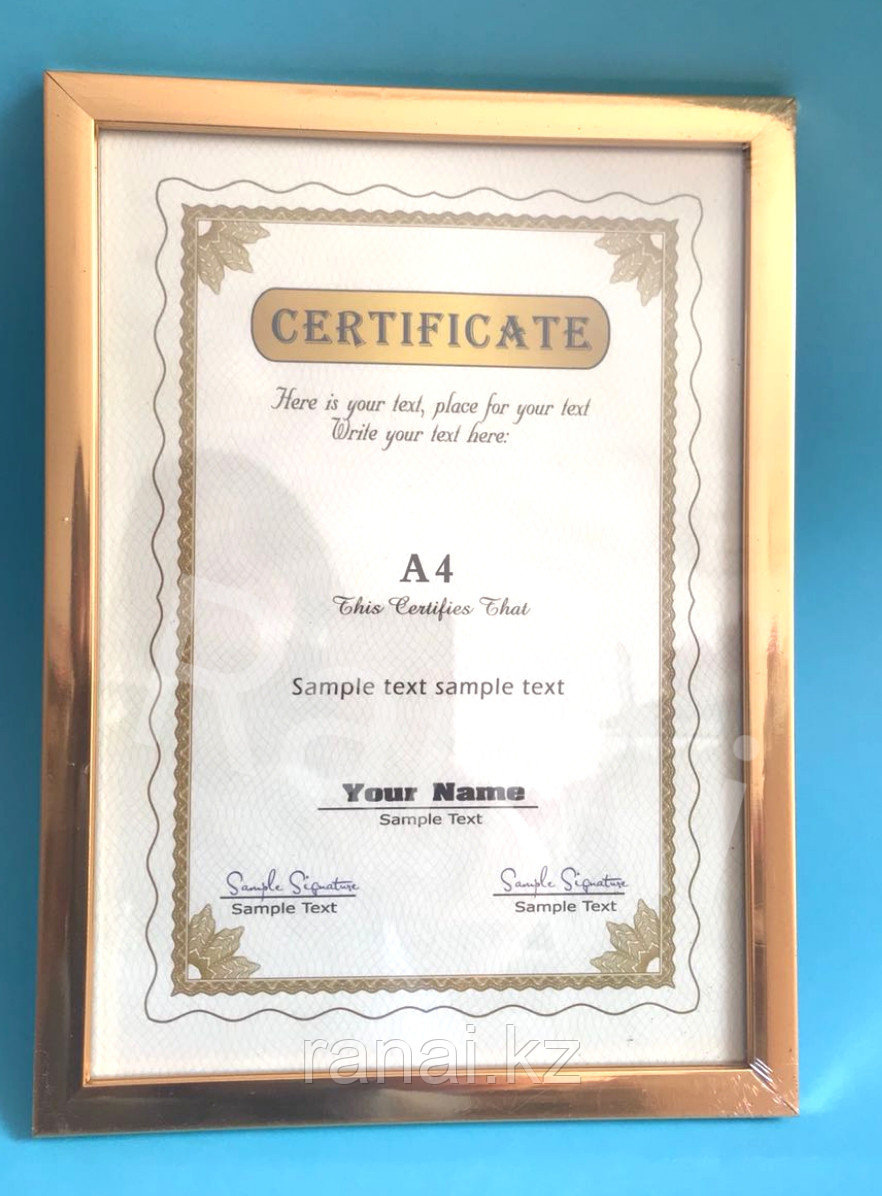 CERTIFICATE
Here is your text, place for your text
Write your text here:
A4
This Certifies That
Sample text sample text
Your Name
Sample Text
Sample Signature
Sample Text
Sample Signature
Sample Text
ranai.kz